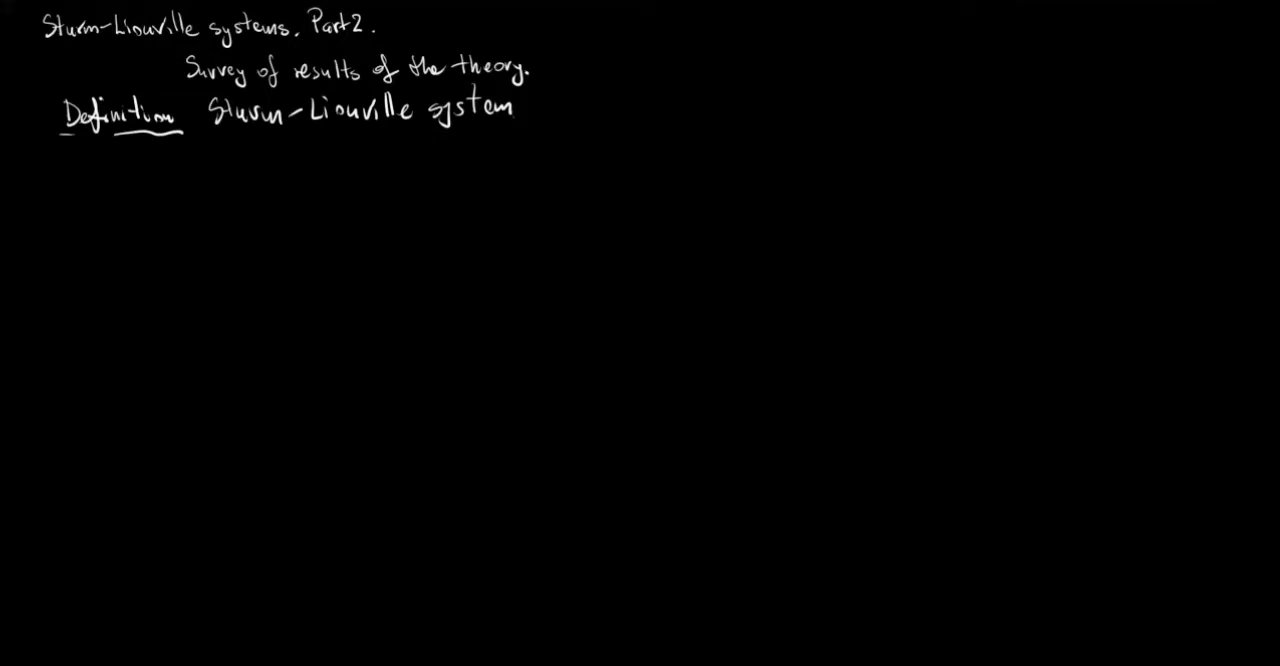 Sturm-Liouville systems. Part 2.
Survey of results of the theory.
Definition Sturm-Liouville system